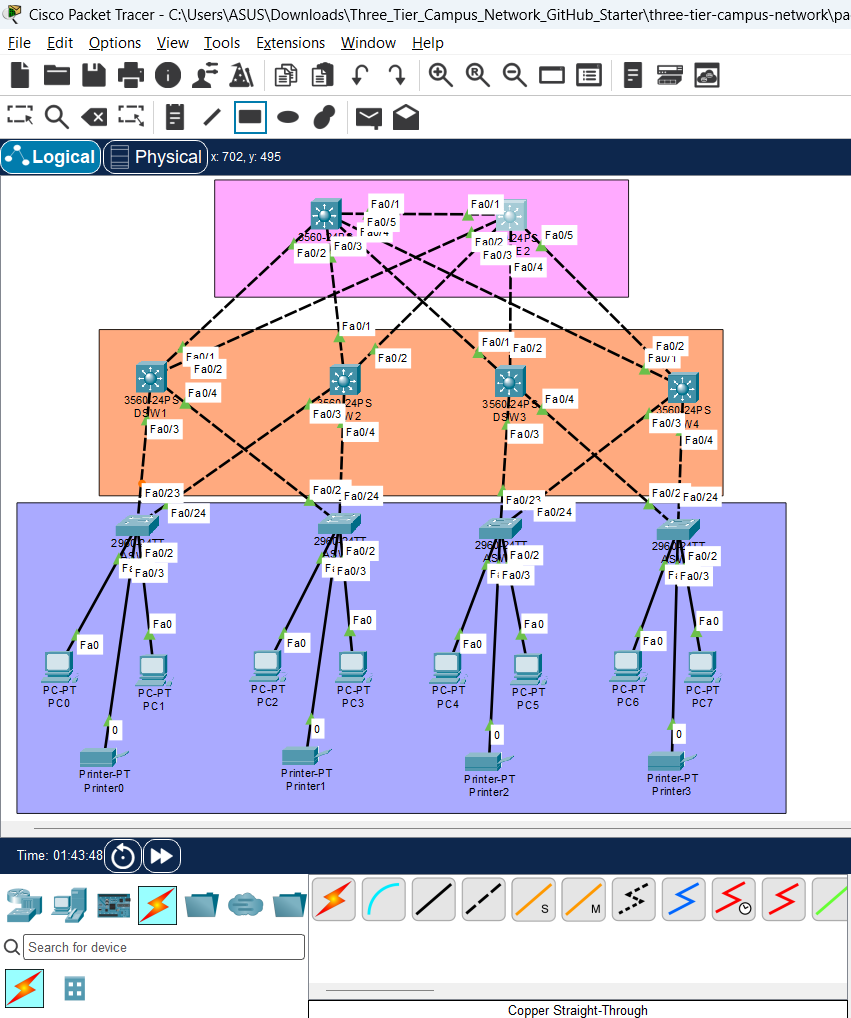 Cisco Packet Tracer - C:\Users\ASUS\Downloads\Three_Tier_Campus_Network_GitHub_Starter\three-tier-campus-network\pa
File Edit Options View Tools Extensions Window Help
Logical Physical x: 702, y: 495
Fa0/1 Fa0/1
Fa0/5
Fa0/5
Fa0/2 Fa0/3 Fa0/2
24PS
E2
Fa0/3
Fa0/4
Fa0/1
Fa0/1 Fa0/2 Fa0/2
Fa0/1 Fa0/2 Fa0/1
Fa0/2
Fa0/4 Fa0/4
3560-24PS 3560-24PS 3560-24PS 3560-24PS
DSW1 W2 DSW3 W4
Fa0/3 Fa0/3 Fa0/4 Fa0/3 Fa0/3 Fa0/4
Fa0/23 Fa0/24 Fa0/23 Fa0/24
Fa0/24 Fa0/24
Fa0/2 Fa0/2 Fa0/2 Fa0/2
Fa0/3 Fa0/3 Fa0/3 Fa0/3
Fa0 Fa0 Fa0 Fa0
Fa0 Fa0 Fa0 Fa0
PC-PT PC-PT PC-PT PC-PT PC-PT PC-PT PC-PT PC-PT
PC0 PC1 PC2 PC3 PC4 PC5 PC6 PC7
0 0 0 0
Printer-PT Printer-PT Printer-PT Printer-PT
Printer0 Printer1 Printer2 Printer3
Time: 01:43:48
S M
Search for device
Copper Straight-Through